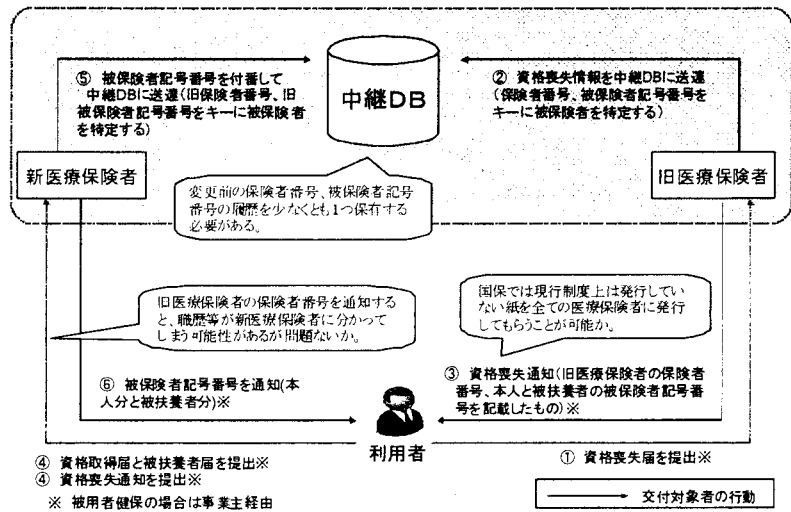 ⑤ 被保険者記号番号を付番して
中継DBに送達(旧保険者番号、旧
被保険者記号番号をキーに被保険者
を特定する)
中継DB
② 資格喪失情報を中継DBに送達
(保険者番号、被保険者記号番号を
キーに被保険者を特定する)
新医療保険者
旧医療保険者
変更前の保険者番号、被保険者記号
番号の履歴を少なくとも1つ保有する
必要がある。
旧医療保険者の保険者番号を通知する
と、職歴等が新医療保険者に分かって
しまう可能性があるが問題ないか。
国保では現行制度上は発行してい
ない紙を全ての医療保険者に発行
してもらうことが可能か。
⑥ 被保険者記号番号を通知(本
人分と被扶養者分)※
③ 資格喪失通知(旧医療保険者の保険者
番号、本人と被扶養者の被保険者記号番
号を記載したもの)※
利用者
④ 資格取得届と被扶養者届を提出※
④ 資格喪失通知を提出※
① 資格喪失届を提出※
※ 被用者健保の場合は事業主経由
交付対象者の行動